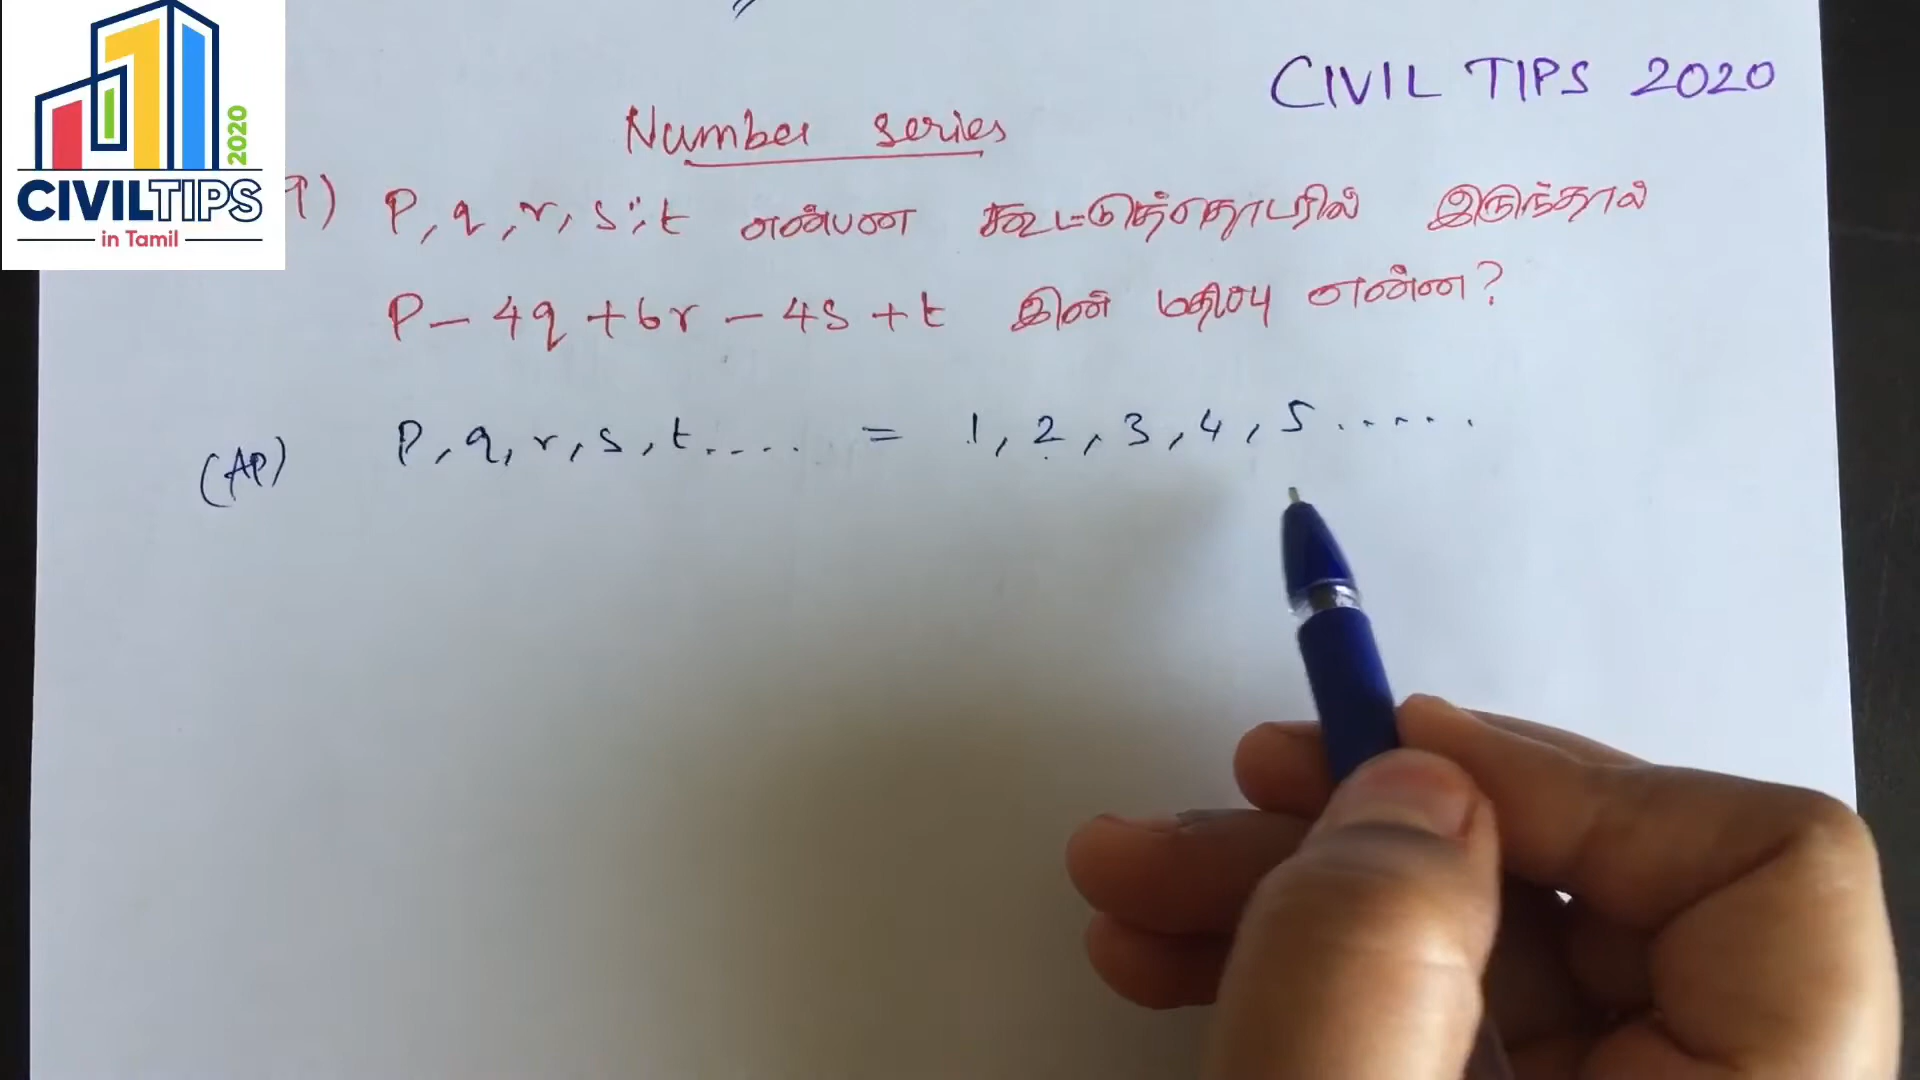 CIVIL TIPS 2020
2020
CIVILTIPS
in Tamil
Number series
9) P, q, r, s, t என்பன கூட்டுத்தொடரில் இருந்தால்
P - 4q + 6r - 4s + t இன் மதிப்பு என்ன?
(AP) P, q, r, s, t.... = 1, 2, 3, 4, 5.....